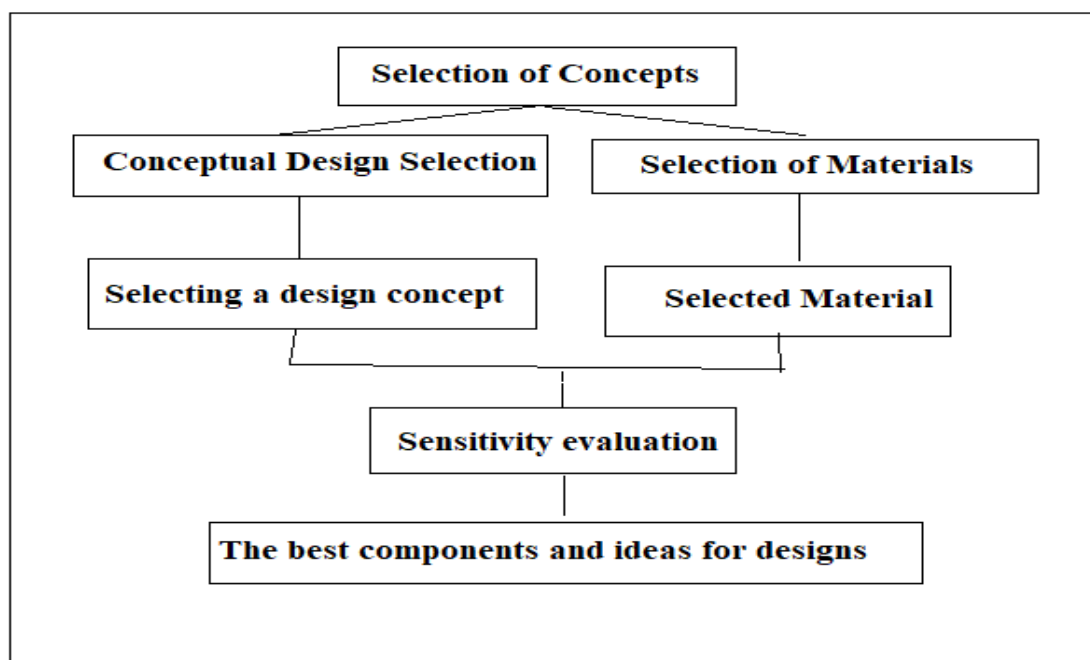 Selection of Concepts
Conceptual Design Selection
Selection of Materials
Selecting a design concept
Selected Material
Sensitivity evaluation
The best components and ideas for designs